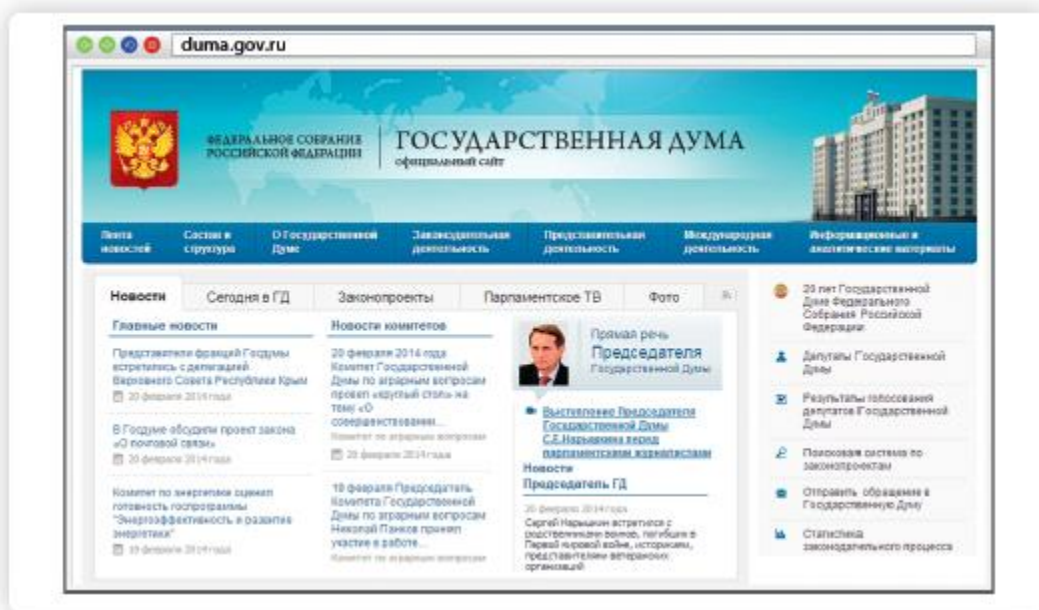 duma.gov.ru
ФЕДЕРАЛЬНОЕ СОБРАНИЕ
РОССИЙСКОЙ ФЕДЕРАЦИИ
ГОСУДАРСТВЕННАЯ ДУМА
официальный сайт
Лента
новостей
Состав и
структура
О Государственной
Думе
Законодательная
деятельность
Представительная
деятельность
Международная
деятельность
Информационные и
аналитические материалы
Новости
Сегодня в ГД
Законопроекты
Парламентское ТВ
Фото
Главные новости
Представители фракций Госдумы
встретились с делегацией
Верховного Совета Республики Крым
20 февраля 2014 года
В Госдуме обсудили проект закона
«О почтовой связи»
20 февраля 2014 года
Комитет по энергетике оценил
готовность госпрограммы
"Энергоэффективность и развитие
энергетики"
19 февраля 2014 года
Новости комитетов
20 февраля 2014 года
Комитет Государственной
Думы по аграрным вопросам
провел «круглый стол» на
тему «О
совершенствовании...
Комитет по аграрным вопросам
20 февраля 2014 года
19 февраля Председатель
Комитета Государственной
Думы по аграрным вопросам
Николай Панков принял
участие в работе...
Комитет по аграрным вопросам
Прямая речь
Председателя
Государственной Думы
Выступление Председателя
Государственной Думы
С.Е.Нарышкина перед
парламентскими журналистами
Новости
Председатель ГД
20 февраля 2014 года
Сергей Нарышкин встретился с
родственниками воинов, погибших в
Первой мировой войне, историками,
представителями ветеранских
организаций
20 лет Государственной
Думе Федерального
Собрания Российской
Федерации
Депутаты Государственной
Думы
Результаты голосования
депутатов Государственной
Думы
Поисковая система по
законопроектам
Отправить обращение в
Государственную Думу
Статистика
законодательного процесса